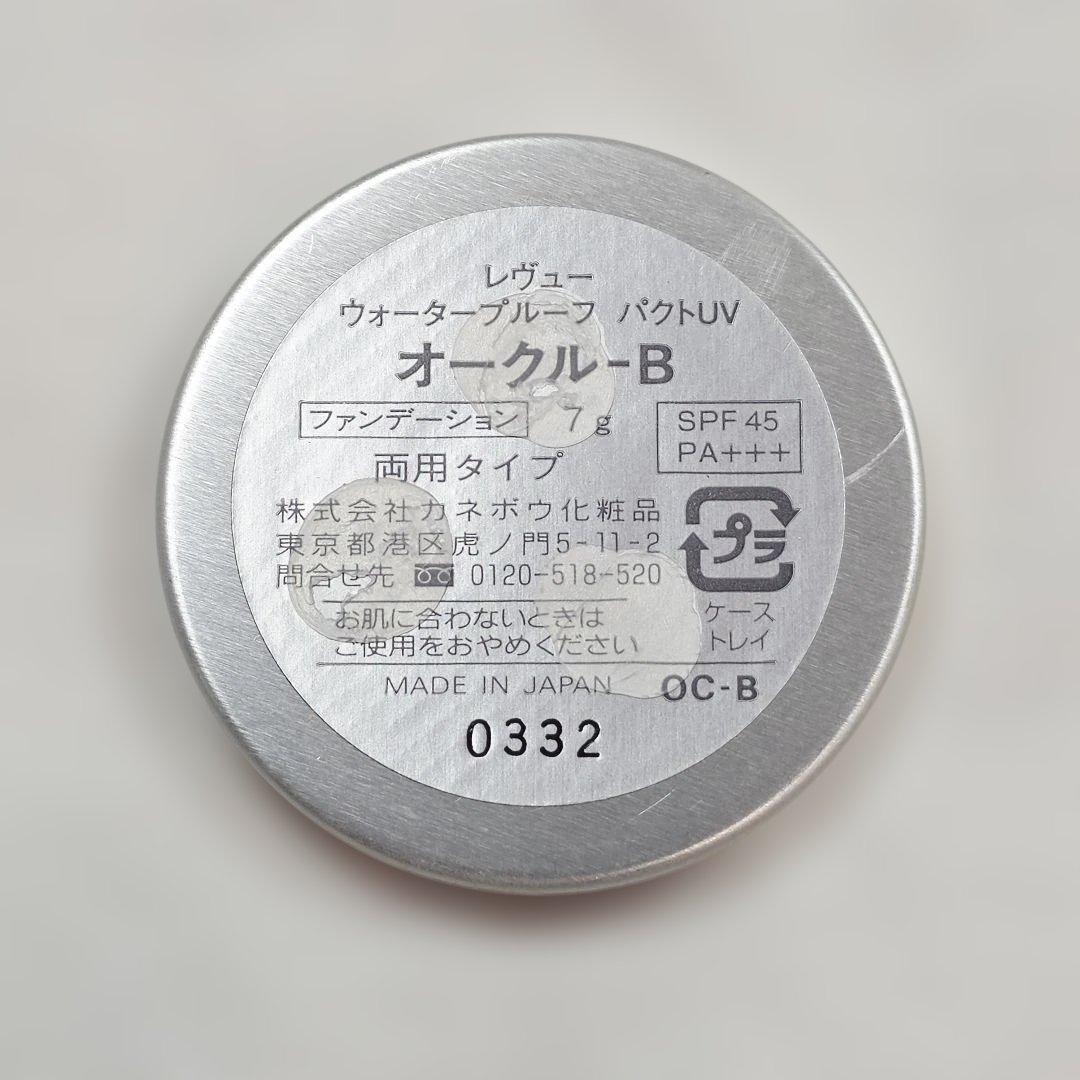 レヴュー
ウォータープルーフ パクトUV
オークル-B
ファンデーション 7g
SPF45
PA+++
両用タイプ
株式会社カネボウ化粧品
東京都港区虎ノ門5-11-2
問合せ先 0120-518-520
プラ
ケース
トレイ
お肌に合わないときは
ご使用をおやめください
MADE IN JAPAN OC-B
0332